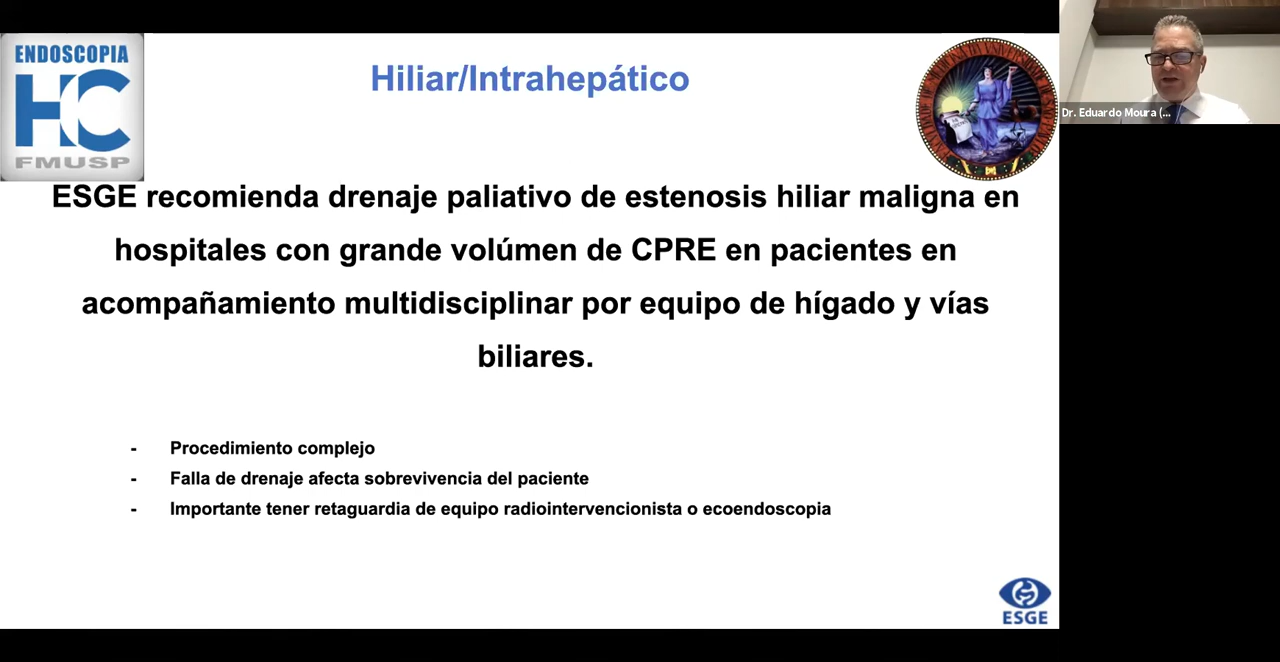 ENDOSCOPIA
HC
FMUSP
Hiliar/Intrahepático
Dr. Eduardo Moura (...
ESGE recomienda drenaje paliativo de estenosis hiliar maligna en
hospitales con grande volúmen de CPRE en pacientes en
acompañamiento multidisciplinar por equipo de hígado y vías
biliares.
- Procedimiento complejo
- Falla de drenaje afecta sobrevivencia del paciente
- Importante tener retaguardia de equipo radiointervencionista o ecoendoscopia
ESGE